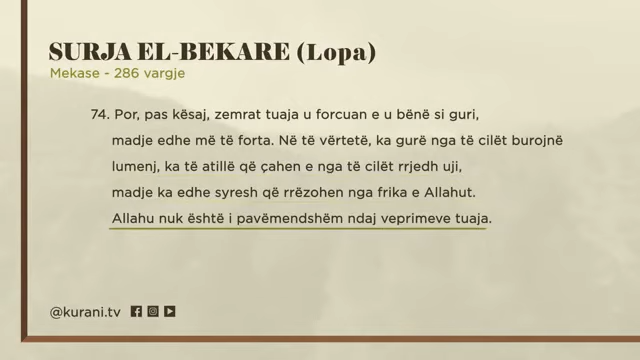 SURJA EL-BEKARE (Lopa)
Mekase - 286 vargje
74. Por, pas kësaj, zemrat tuaja u forcuan e u bënë si guri,
madje edhe më të forta. Në të vërtetë, ka gurë nga të cilët burojnë
lumenj, ka të atillë që çahen e nga të cilët rrjedh uji,
madje ka edhe syresh që rrëzohen nga frika e Allahut.
Allahu nuk është i pavëmendshëm ndaj veprimeve tuaja.
@kurani.tv